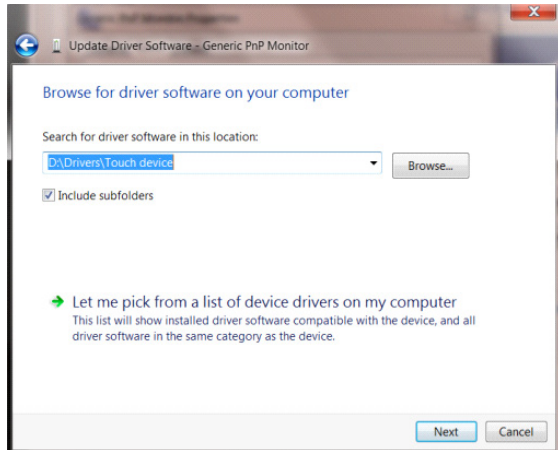 Update Driver Software - Generic PnP Monitor
Browse for driver software on your computer
Search for driver software in this location:
D:\Drivers\Touch device
Browse...
Include subfolders
Let me pick from a list of device drivers on my computer
This list will show installed driver software compatible with the device, and all
driver software in the same category as the device.
Next
Cancel